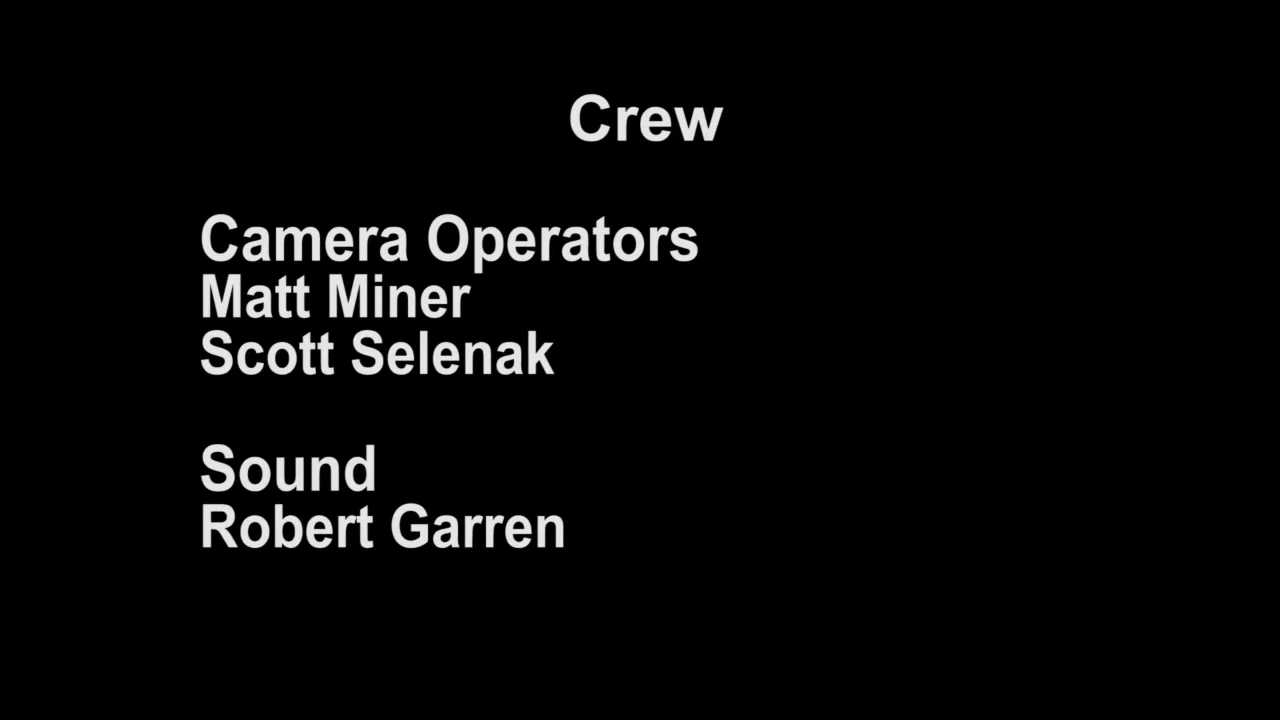 Crew
Camera Operators
Matt Miner
Scott Selenak
Sound
Robert Garren